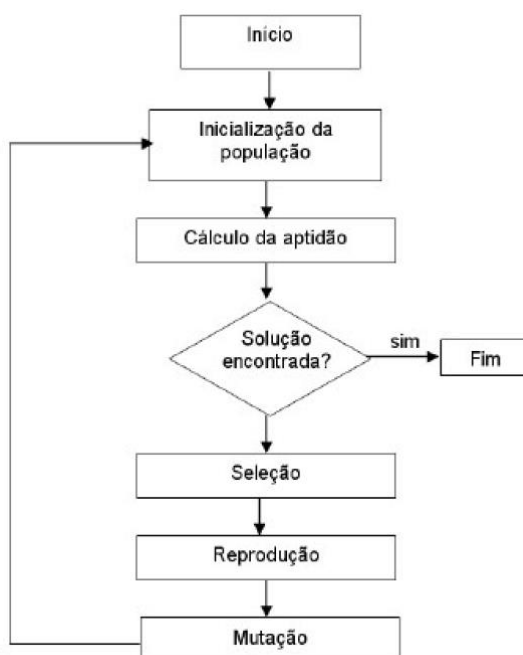 Início
Inicialização da
população
Cálculo da aptidão
Solução
encontrada?
sim
Fim
Seleção
Reprodução
Mutação